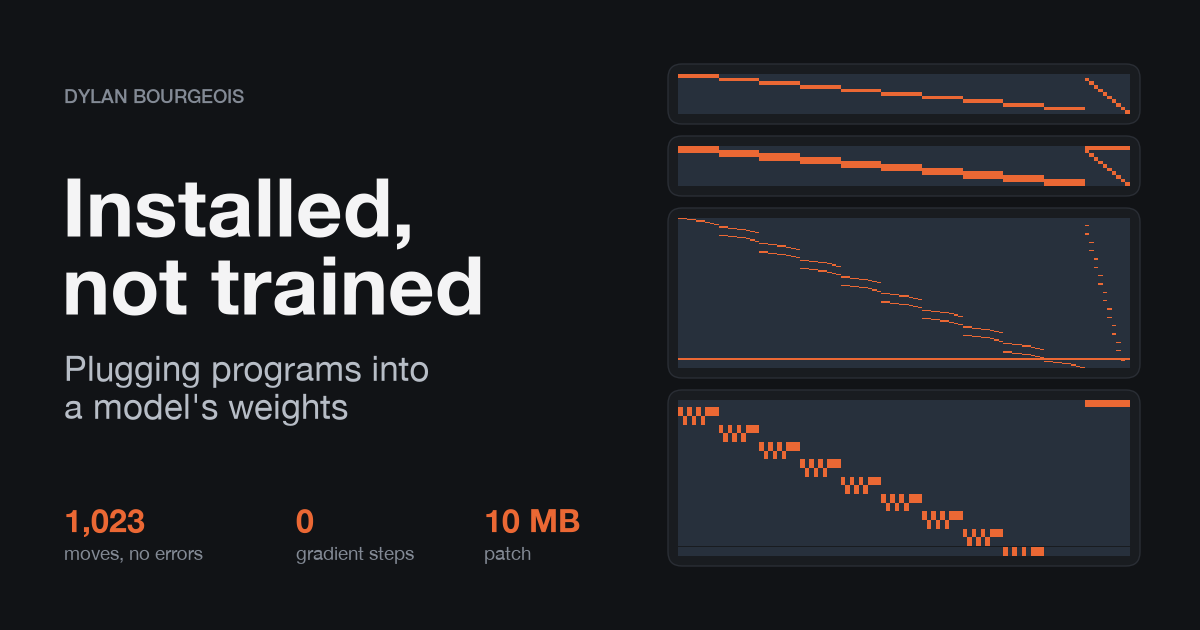 DYLAN BOURGEOIS
Installed,
not trained
Plugging programs into
a model's weights
1,023
moves, no errors
0
gradient steps
10 MB
patch